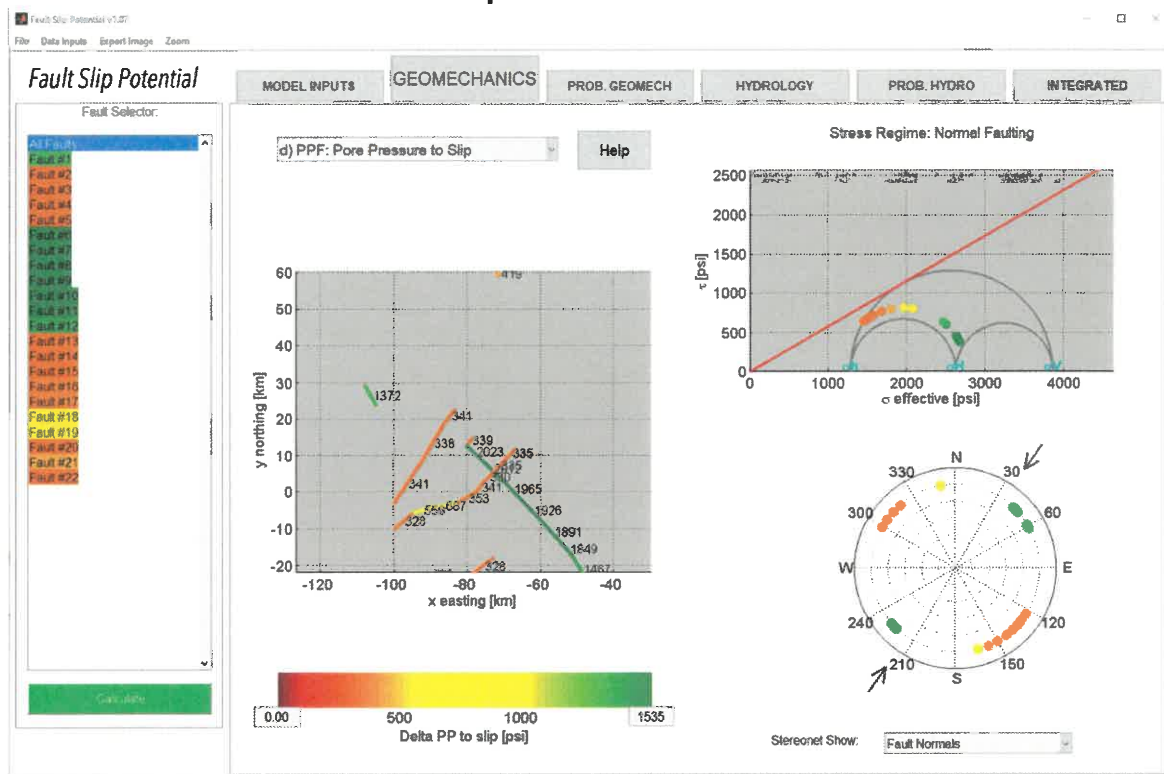 Fault Slip Potential v1.07
File Data Inputs Export Image Zoom
Fault Slip Potential
MODEL INPUTS GEOMECHANICS PROB. GEOMECH HYDROLOGY PROB. HYDRO INTEGRATED
Fault Selector:
All Faults
Fault #1
Fault #2
Fault #3
Fault #4
Fault #5
Fault #6
Fault #7
Fault #8
Fault #9
Fault #10
Fault #11
Fault #12
Fault #13
Fault #14
Fault #15
Fault #16
Fault #17
Fault #18
Fault #19
Fault #20
Fault #21
Fault #22
Calculate
d) PPF: Pore Pressure to Slip
Help
60
50
40
30
20
10
0
-10
-20
y northing [km]
419
1372
341
338
341
339
2023
335
341
353
1965
328
556
687
1926
1891
1849
328
1467
-120 -100 -80 -60 -40
x easting [km]
0.00 500 1000 1535
Delta PP to slip [psi]
Stress Regime: Normal Faulting
2500
2000
1500
1000
500
0
τ [psi]
0 1000 2000 3000 4000
σ effective [psi]
N
330 30
300 60
W E
240 120
210 150
S
Stereonet Show: Fault Normals